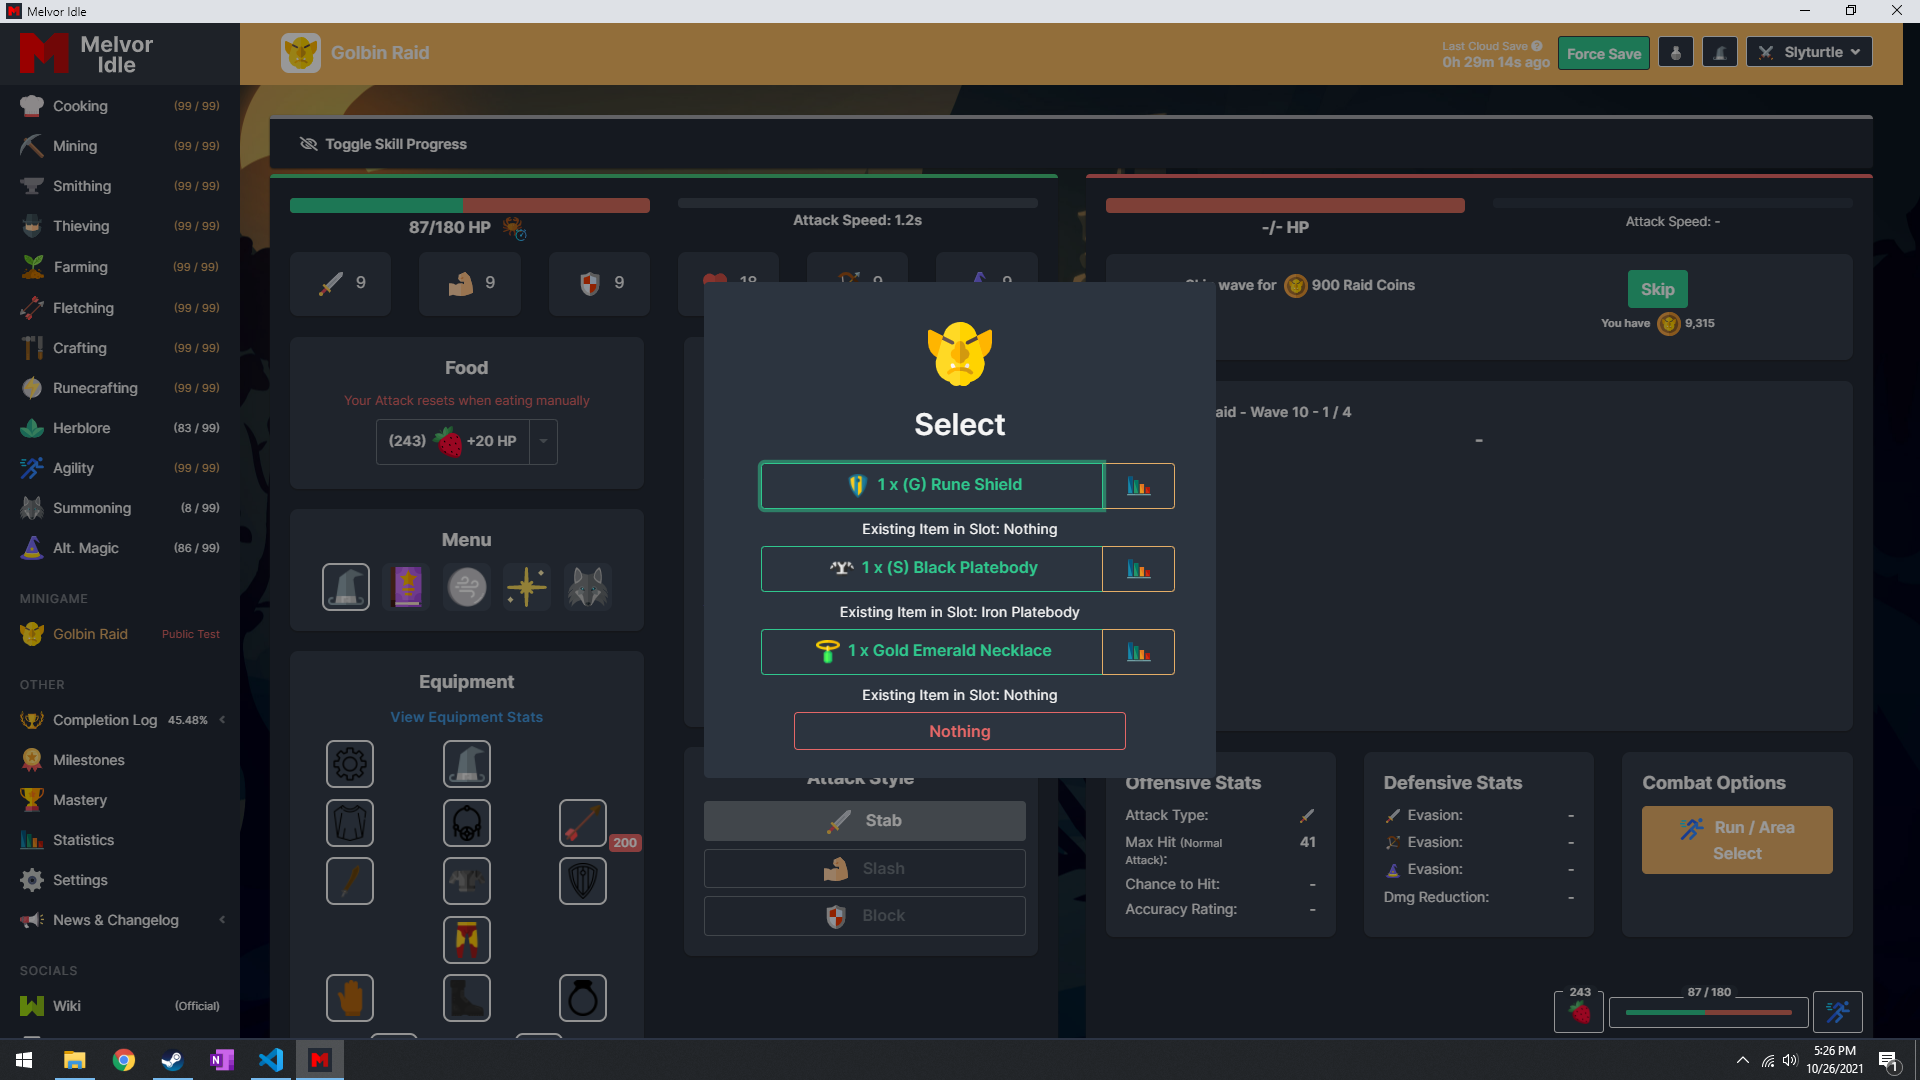 Melvor Idle
Melvor
Idle
Golbin Raid
Last Cloud Save
0h 29m 14s ago
Force Save
Slyturtle
Cooking (99 / 99)
Mining (99 / 99)
Smithing (99 / 99)
Thieving (99 / 99)
Farming (99 / 99)
Fletching (99 / 99)
Crafting (99 / 99)
Runecrafting (99 / 99)
Herblore (83 / 99)
Agility (99 / 99)
Summoning (8 / 99)
Alt. Magic (86 / 99)
MINIGAME
Golbin Raid Public Test
OTHER
Completion Log 45.48%
Milestones
Mastery
Statistics
Settings
News & Changelog
SOCIALS
Wiki (Official)
Toggle Skill Progress
87/180 HP
Attack Speed: 1.2s
9
9
9
Food
Your Attack resets when eating manually
(243) +20 HP
Menu
Equipment
View Equipment Stats
200
Select
1 x (G) Rune Shield
Existing Item in Slot: Nothing
1 x (S) Black Platebody
Existing Item in Slot: Iron Platebody
1 x Gold Emerald Necklace
Existing Item in Slot: Nothing
Nothing
Attack Style
Stab
Slash
Block
-/- HP
Attack Speed: -
wave for 900 Raid Coins
Skip
You have 9,315
aid - Wave 10 - 1 / 4
-
Offensive Stats
Attack Type:
Max Hit (Normal Attack): 41
Chance to Hit: -
Accuracy Rating: -
Defensive Stats
Evasion: -
Evasion: -
Evasion: -
Dmg Reduction: -
Combat Options
Run / Area
Select
243
87 / 180
5:26 PM
10/26/2021
1